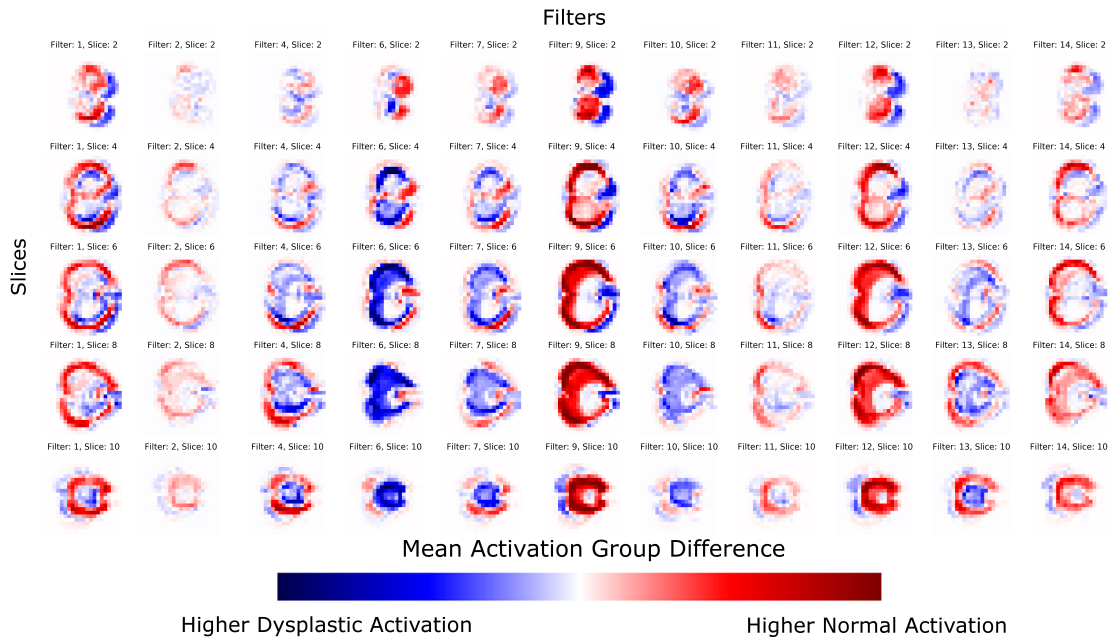 Filters
Filter: 1, Slice: 2
Filter: 2, Slice: 2
Filter: 4, Slice: 2
Filter: 6, Slice: 2
Filter: 7, Slice: 2
Filter: 9, Slice: 2
Filter: 10, Slice: 2
Filter: 11, Slice: 2
Filter: 12, Slice: 2
Filter: 13, Slice: 2
Filter: 14, Slice: 2
Filter: 1, Slice: 4
Filter: 2, Slice: 4
Filter: 4, Slice: 4
Filter: 6, Slice: 4
Filter: 7, Slice: 4
Filter: 9, Slice: 4
Filter: 10, Slice: 4
Filter: 11, Slice: 4
Filter: 12, Slice: 4
Filter: 13, Slice: 4
Filter: 14, Slice: 4
Slices
Filter: 1, Slice: 6
Filter: 2, Slice: 6
Filter: 4, Slice: 6
Filter: 6, Slice: 6
Filter: 7, Slice: 6
Filter: 9, Slice: 6
Filter: 10, Slice: 6
Filter: 11, Slice: 6
Filter: 12, Slice: 6
Filter: 13, Slice: 6
Filter: 14, Slice: 6
Filter: 1, Slice: 8
Filter: 2, Slice: 8
Filter: 4, Slice: 8
Filter: 6, Slice: 8
Filter: 7, Slice: 8
Filter: 9, Slice: 8
Filter: 10, Slice: 8
Filter: 11, Slice: 8
Filter: 12, Slice: 8
Filter: 13, Slice: 8
Filter: 14, Slice: 8
Filter: 1, Slice: 10
Filter: 2, Slice: 10
Filter: 4, Slice: 10
Filter: 6, Slice: 10
Filter: 7, Slice: 10
Filter: 9, Slice: 10
Filter: 10, Slice: 10
Filter: 11, Slice: 10
Filter: 12, Slice: 10
Filter: 13, Slice: 10
Filter: 14, Slice: 10
Mean Activation Group Difference
Higher Dysplastic Activation
Higher Normal Activation